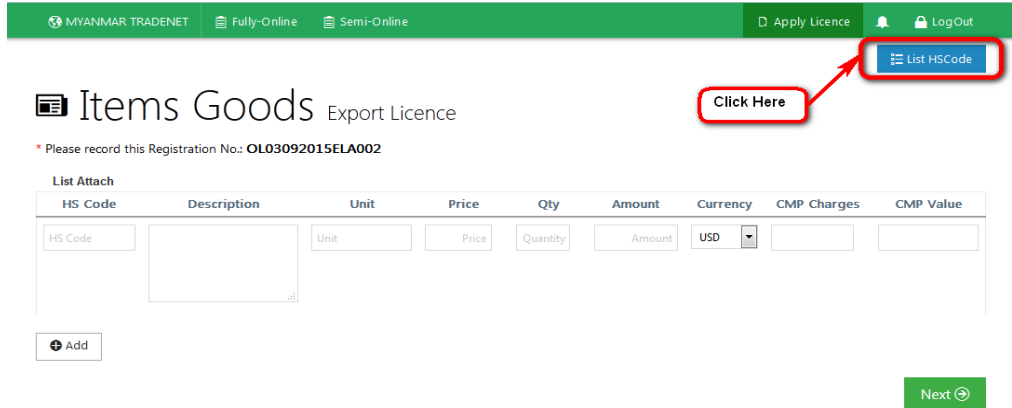 MYANMAR TRADENET Fully-Online Semi-Online Apply Licence LogOut
List HSCode
Click Here
Items Goods Export Licence
* Please record this Registration No.: OL03092015ELA002
List Attach
HS Code Description Unit Price Qty Amount Currency CMP Charges CMP Value
HS Code Unit Price Quantity Amount USD
Add
Next